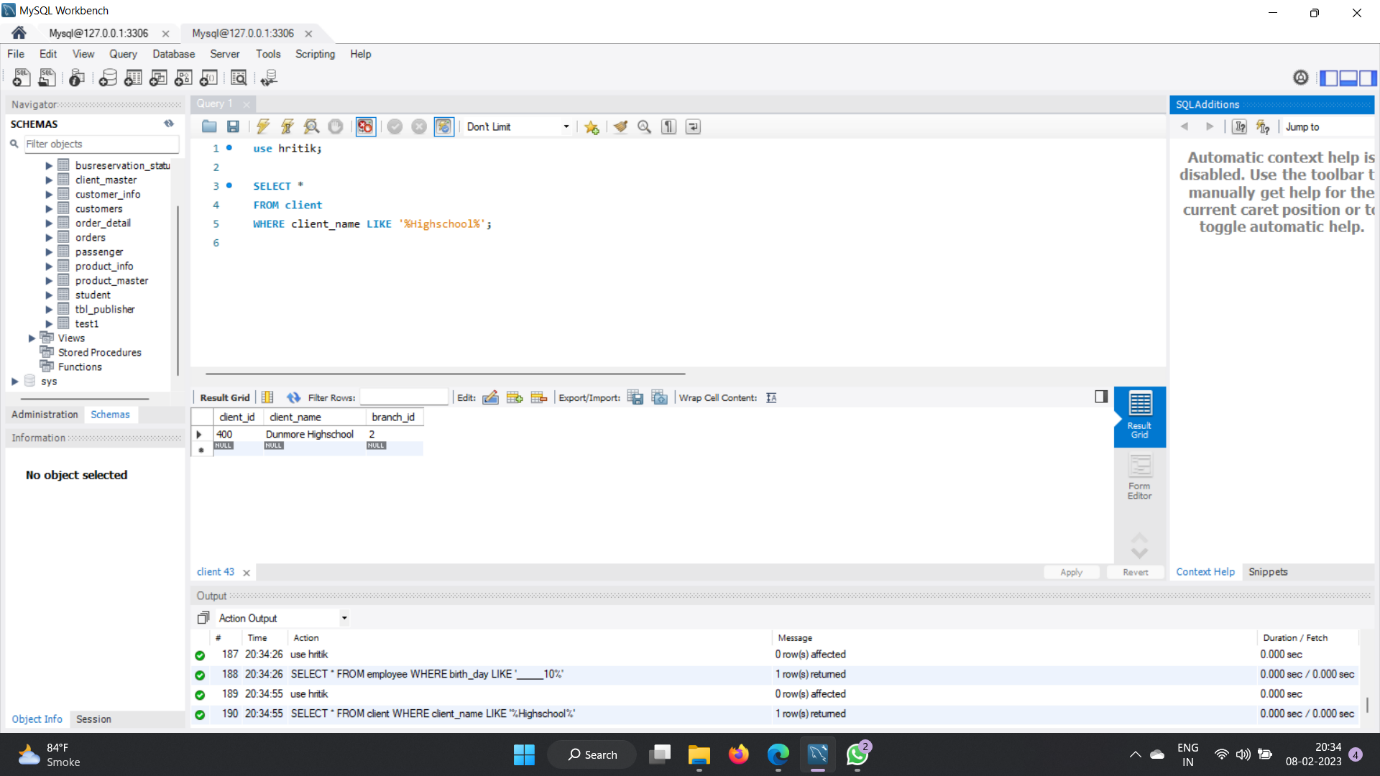 MySQL Workbench
Mysql@127.0.0.1:3306 Mysql@127.0.0.1:3306
File Edit View Query Database Server Tools Scripting Help
Navigator
Query 1
SQLAdditions
SCHEMAS
Filter objects
busreservation_statu
client_master
customer_info
customers
order_detail
orders
passenger
product_info
product_master
student
tbl_publisher
test1
Views
Stored Procedures
Functions
sys
Administration Schemas
Information
No object selected
Object Info Session
Don't Limit
1 use hritik;
2
3 SELECT *
4 FROM client
5 WHERE client_name LIKE '%Highschool%';
6
Jump to
Automatic context help is
disabled. Use the toolbar t
manually get help for the
current caret position or to
toggle automatic help.
Result Grid Filter Rows: Edit: Export/Import: Wrap Cell Content:
client_id client_name branch_id
400 Dunmore Highschool 2
NULL NULL NULL
Result
Grid
Form
Editor
client 43 Apply Revert
Context Help Snippets
Output
Action Output
# Time Action Message Duration / Fetch
187 20:34:26 use hritik 0 row(s) affected 0.000 sec
188 20:34:26 SELECT * FROM employee WHERE birth_day LIKE '_____10%' 1 row(s) returned 0.000 sec / 0.000 sec
189 20:34:55 use hritik 0 row(s) affected 0.000 sec
190 20:34:55 SELECT * FROM client WHERE client_name LIKE '%Highschool%' 1 row(s) returned 0.000 sec / 0.000 sec
84°F
Smoke
Search
2
ENG
IN
20:34
08-02-2023
4